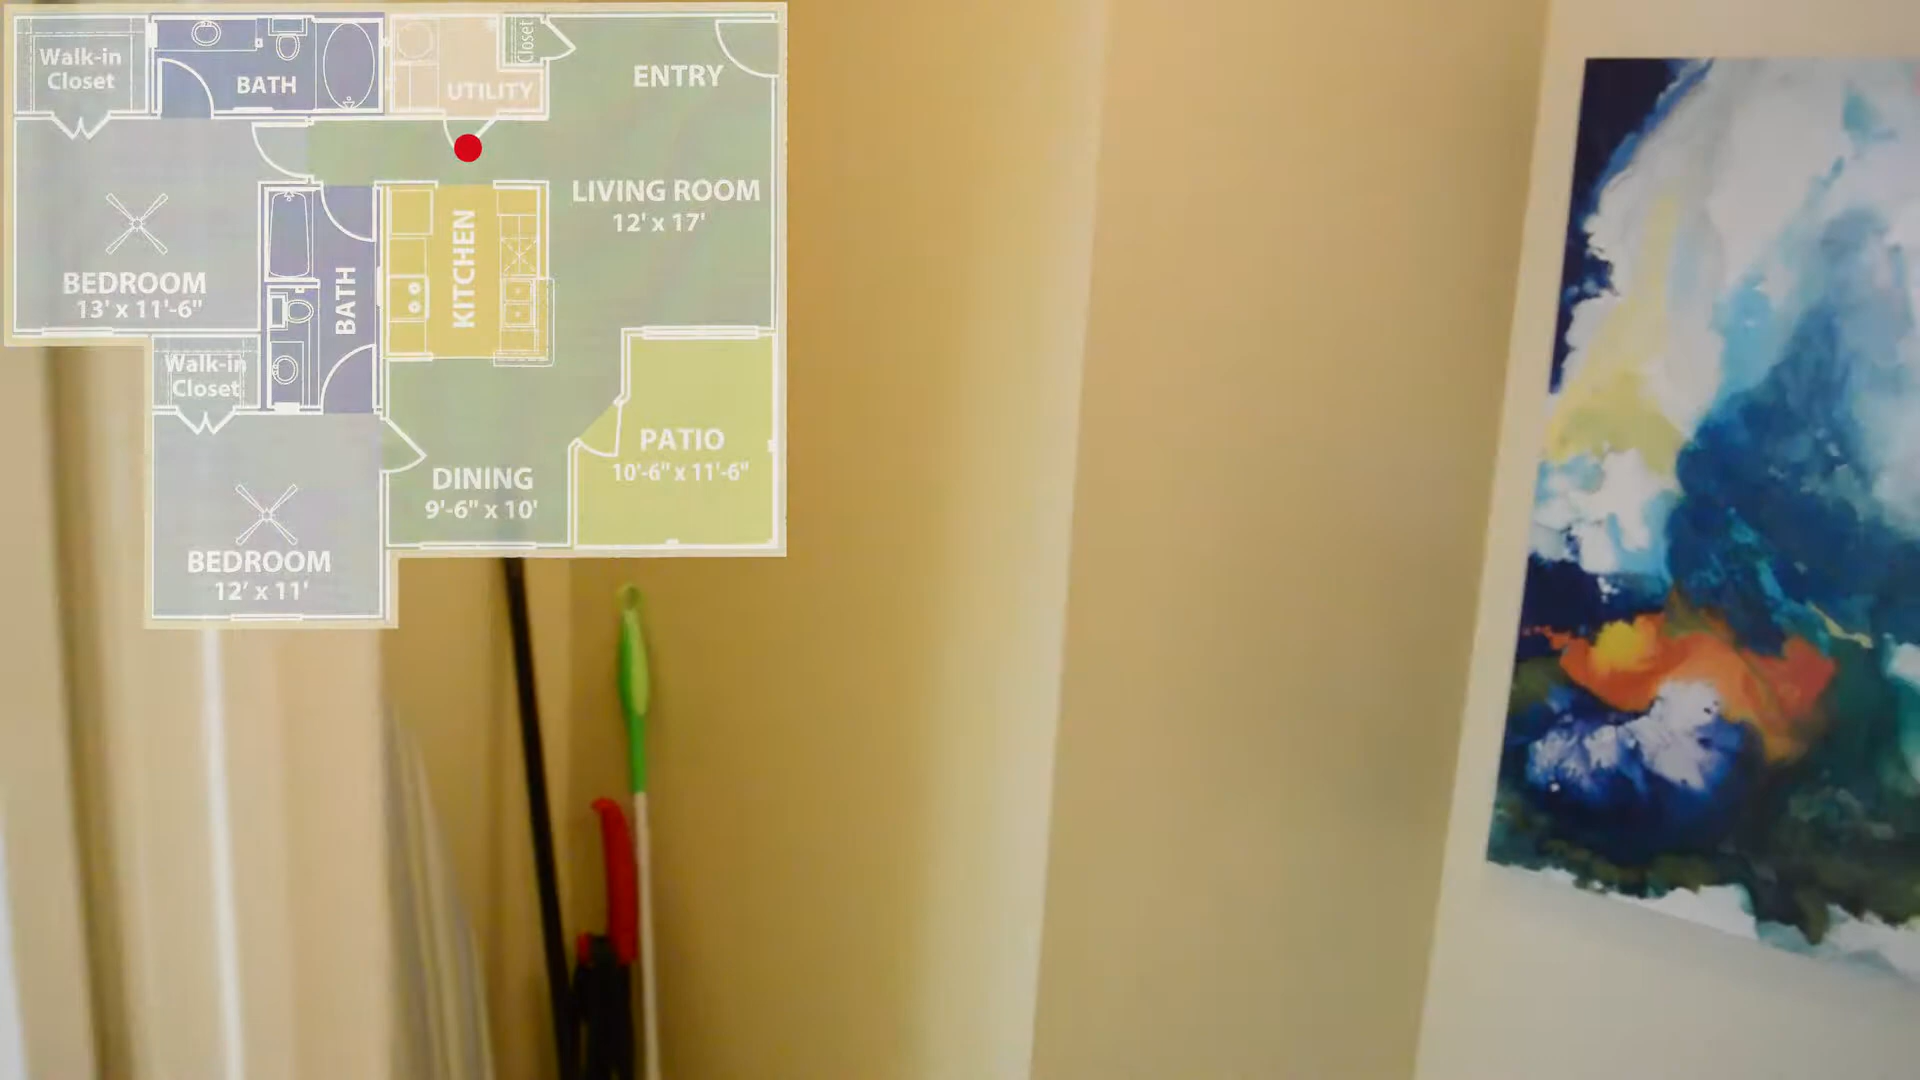 Walk-in
Closet
BATH
UTILITY
Closet
ENTRY
LIVING ROOM
12' x 17'
BEDROOM
13' x 11'-6"
BATH
KITCHEN
Walk-in
Closet
PATIO
10'-6" x 11'-6"
DINING
9'-6" x 10'
BEDROOM
12' x 11'